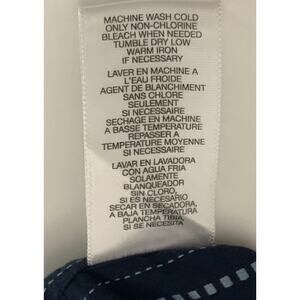 MACHINE WASH COLD
ONLY NON-CHLORINE
BLEACH WHEN NEEDED
TUMBLE DRY LOW
WARM IRON
IF NECESSARY
LAVER EN MACHINE A
L'EAU FROIDE
AGENT DE BLANCHIMENT
SANS CHLORE
SEULEMENT
SI NECESSAIRE
SECHAGE EN MACHINE
A BASSE TEMPERATURE
REPASSER A
TEMPERATURE MOYENNE
SI NECESSAIRE
LAVAR EN LAVADORA
CON AGUA FRIA
SOLAMENTE
BLANQUEADOR
SIN CLORO,
SI ES NECESARIO
SECAR EN SECADORA,
A BAJA TEMPERATURA
PLANCHA TIBIA,
SI SE NECESITA